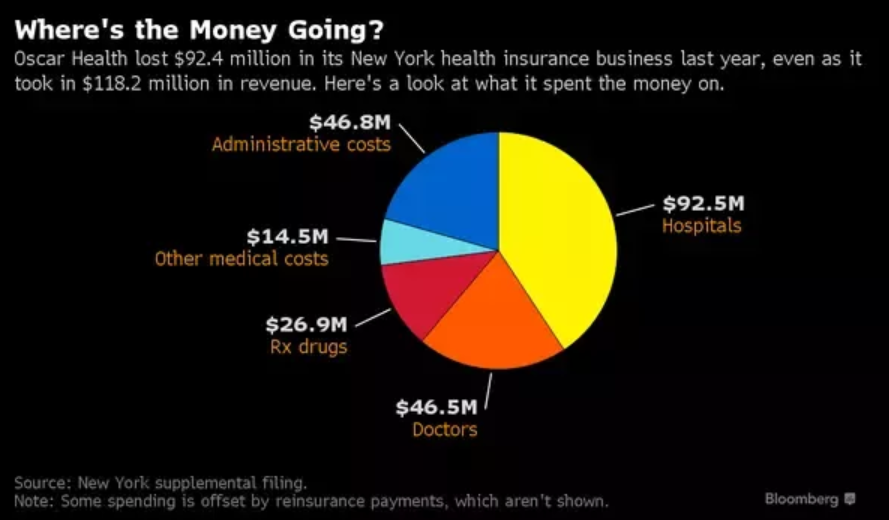 Where's the Money Going?
Oscar Health lost $92.4 million in its New York health insurance business last year, even as it
took in $118.2 million in revenue. Here's a look at what it spent the money on.
$46.8M
Administrative costs
$92.5M
Hospitals
$14.5M
Other medical costs
$26.9M
Rx drugs
$46.5M
Doctors
Source: New York supplemental filing.
Note: Some spending is offset by reinsurance payments, which aren't shown.
Bloomberg